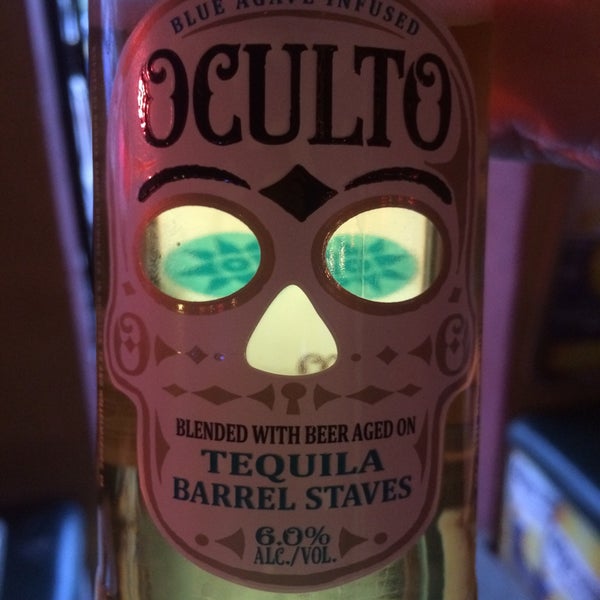 BLUE AGAVE INFUSED
OCULTO
BLENDED WITH BEER AGED ON
TEQUILA
BARREL STAVES
6.0%
ALC./VOL.